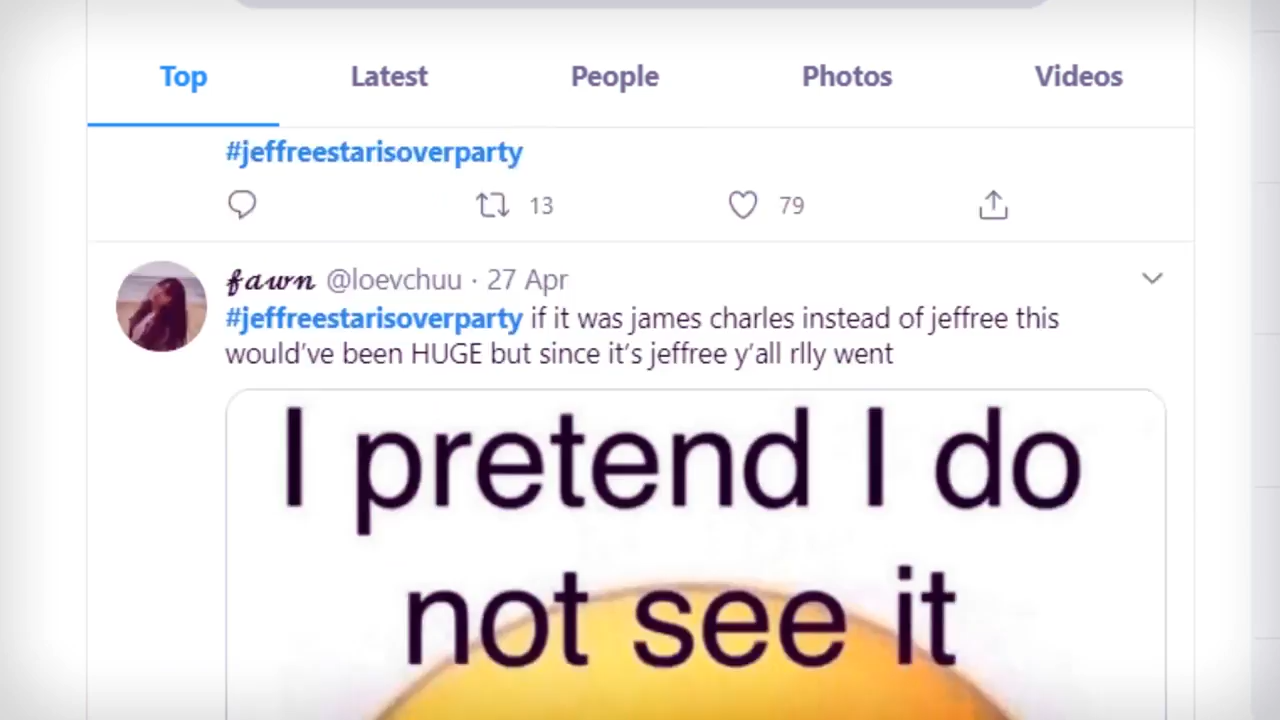 Top Latest People Photos Videos
#jeffreestarisoverparty
13 79
fawn @loevchuu · 27 Apr
#jeffreestarisoverparty if it was james charles instead of jeffree this
would’ve been HUGE but since it’s jeffree y’all rlly went
I pretend I do
not see it